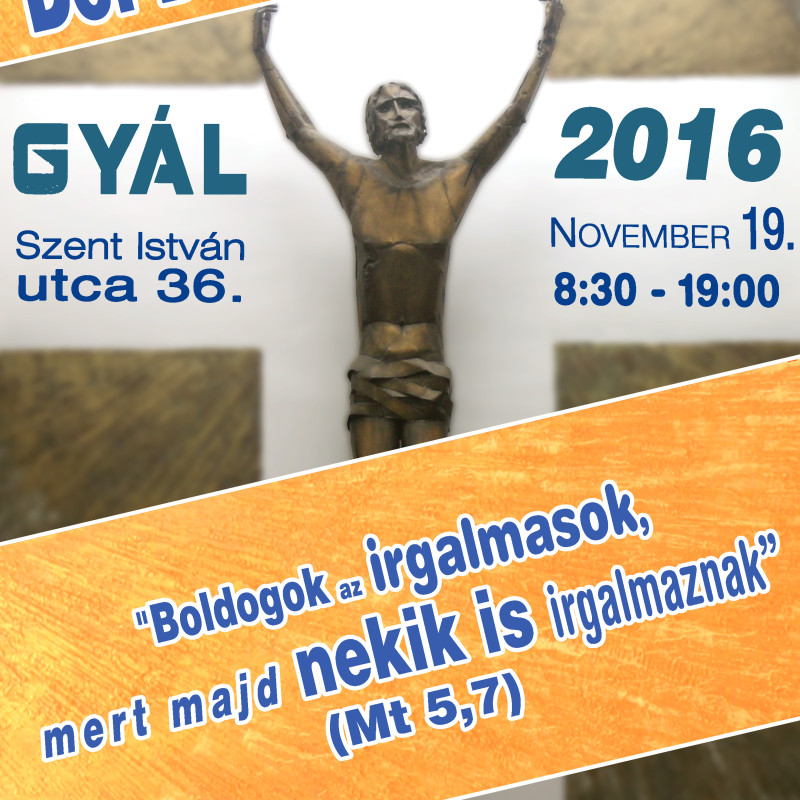 GYÁL
Szent István
utca 36.
2016
NOVEMBER 19.
8:30 - 19:00
"Boldogok az irgalmasok,
mert majd nekik is irgalmaznak”
(Mt 5,7)